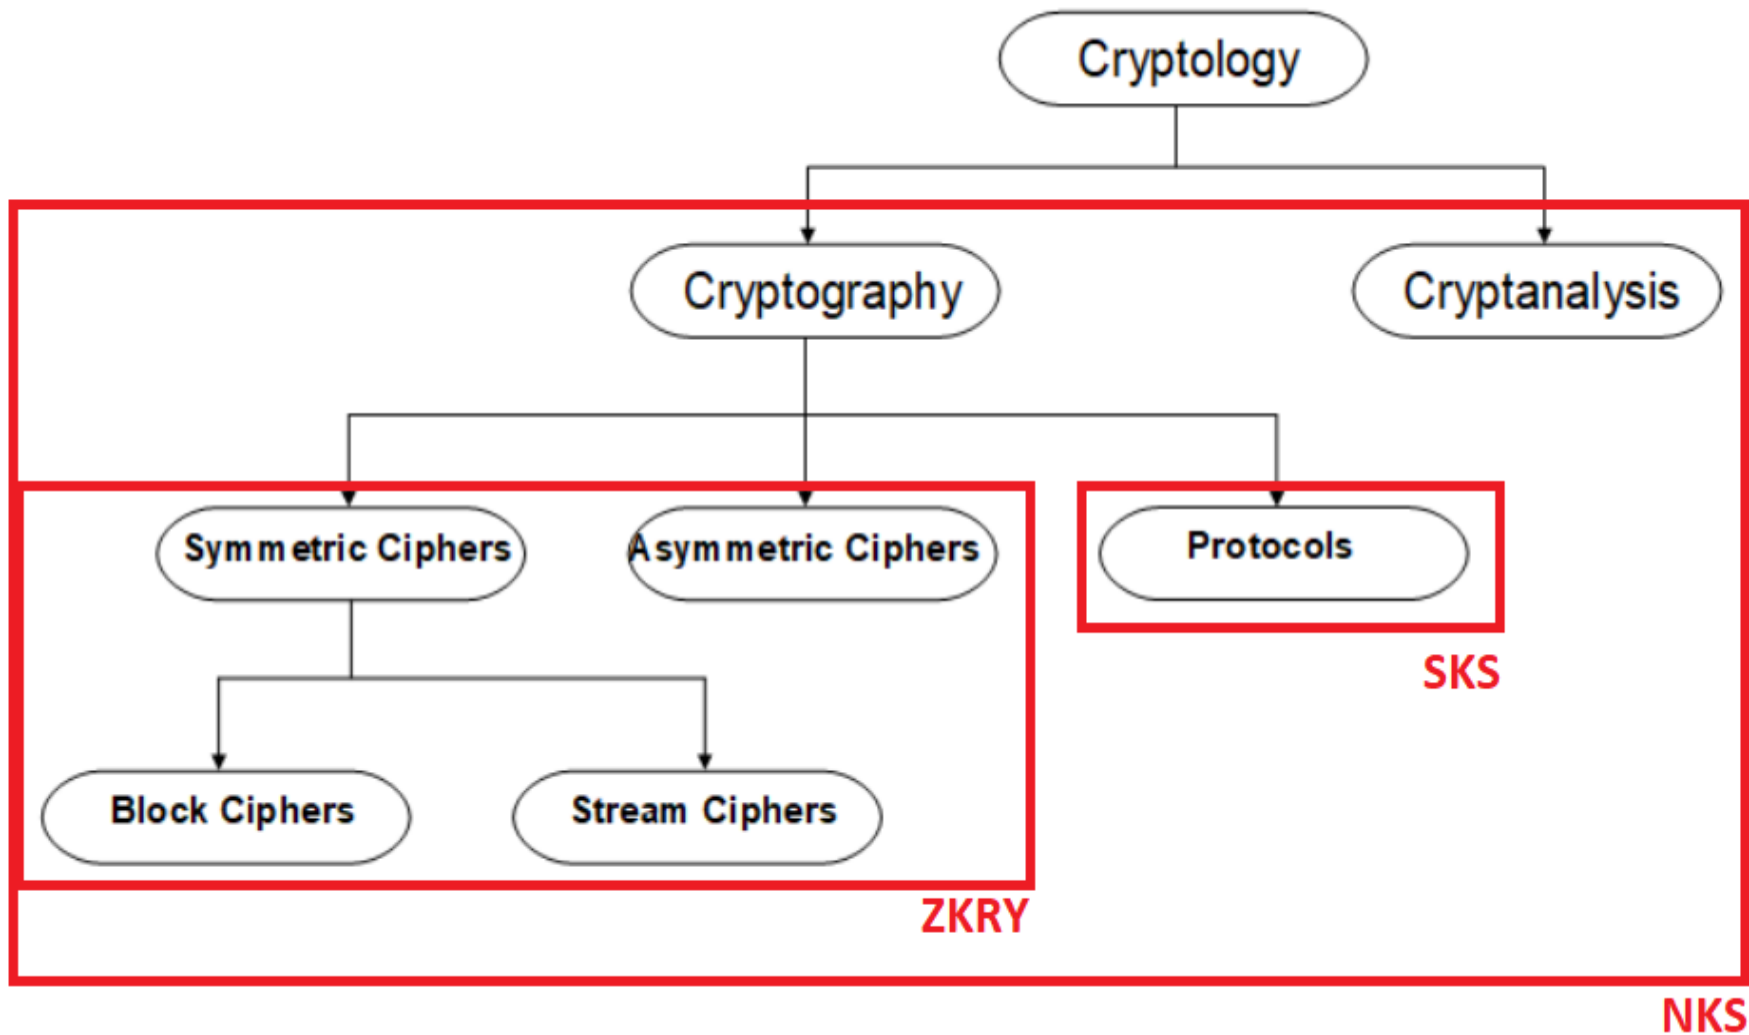 Cryptology
Cryptography
Cryptanalysis
Symmetric Ciphers
Asymmetric Ciphers
Protocols
SKS
Block Ciphers
Stream Ciphers
ZKRY
NKS